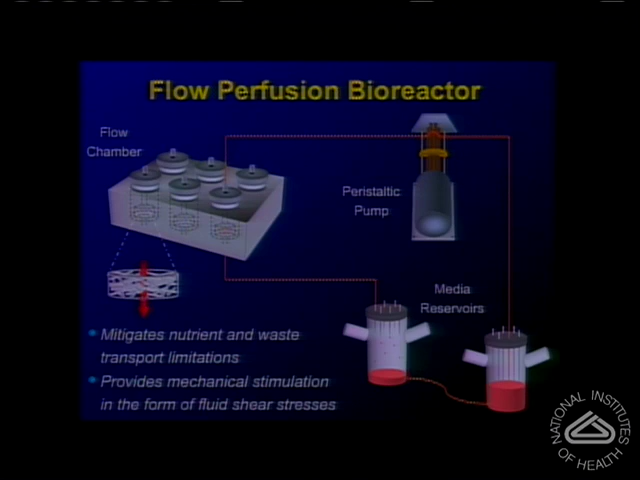 Flow Perfusion Bioreactor
Flow
Chamber
Peristaltic
Pump
Media
Reservoirs
• Mitigates nutrient and waste
transport limitations
• Provides mechanical stimulation
in the form of fluid shear stresses
NATIONAL INSTITUTES
OF HEALTH